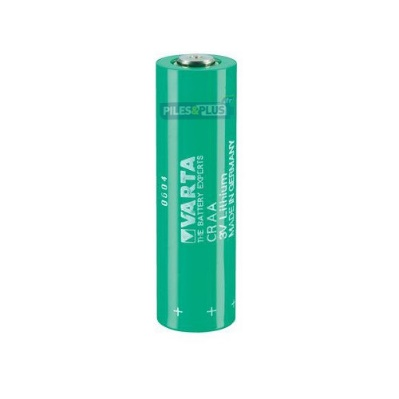 PILES&PLUS
0604
VARTA
THE BATTERY EXPERTS
CR AA
3V Lithium
MADE IN GERMANY
+ +